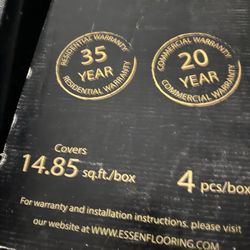 RESIDENTIAL WARRANTY
35
YEAR
RESIDENTIAL WARRANTY
COMMERCIAL WARRANTY
20
YEAR
COMMERCIAL WARRANTY
Covers
14.85 sq.ft./box
4 pcs/box
For warranty and installation instructions, please visit
our website at WWW.ESSENFLOORING.COM